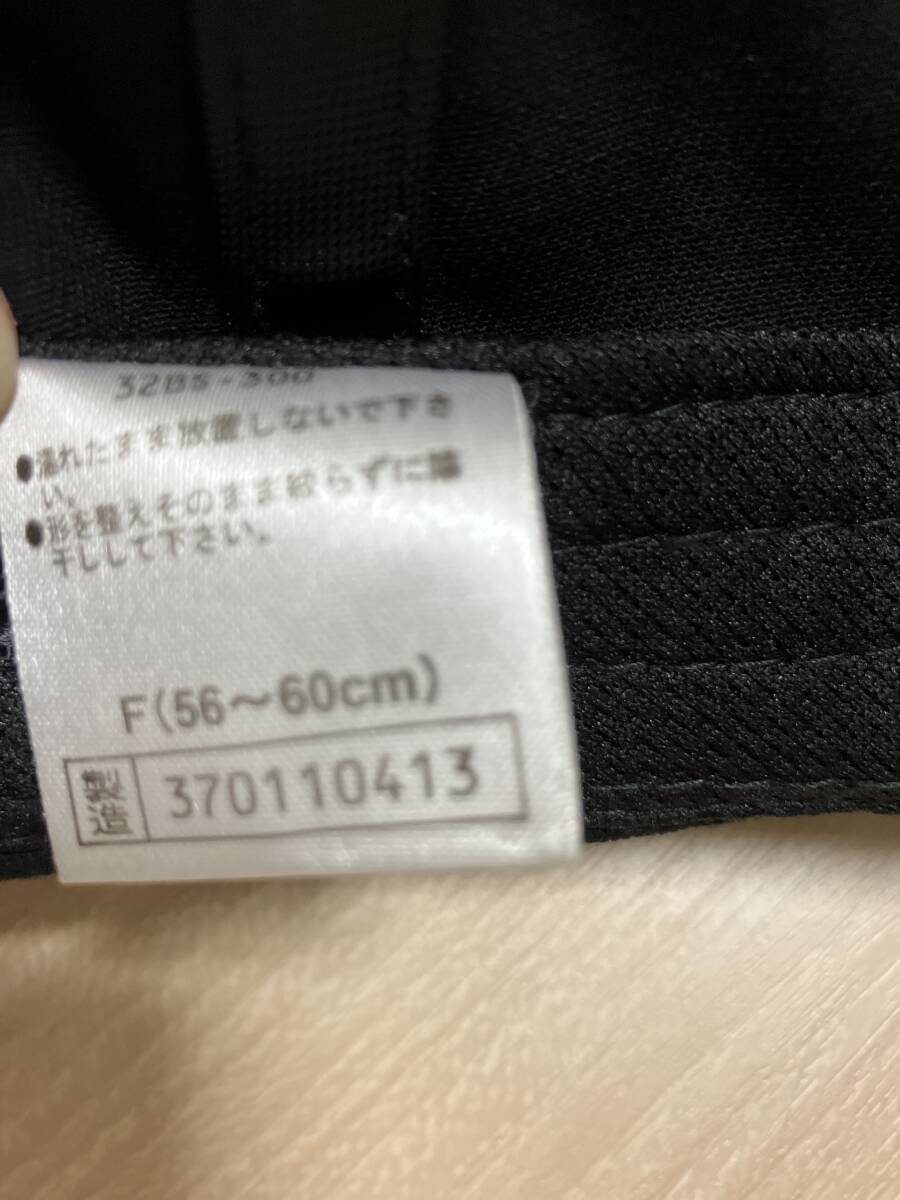 32BS-300
●濡れたまま放置しないで下さ
い。
●形を整えそのまま絞らずに陰
干しして下さい。
F(56～60cm)
製造 370110413